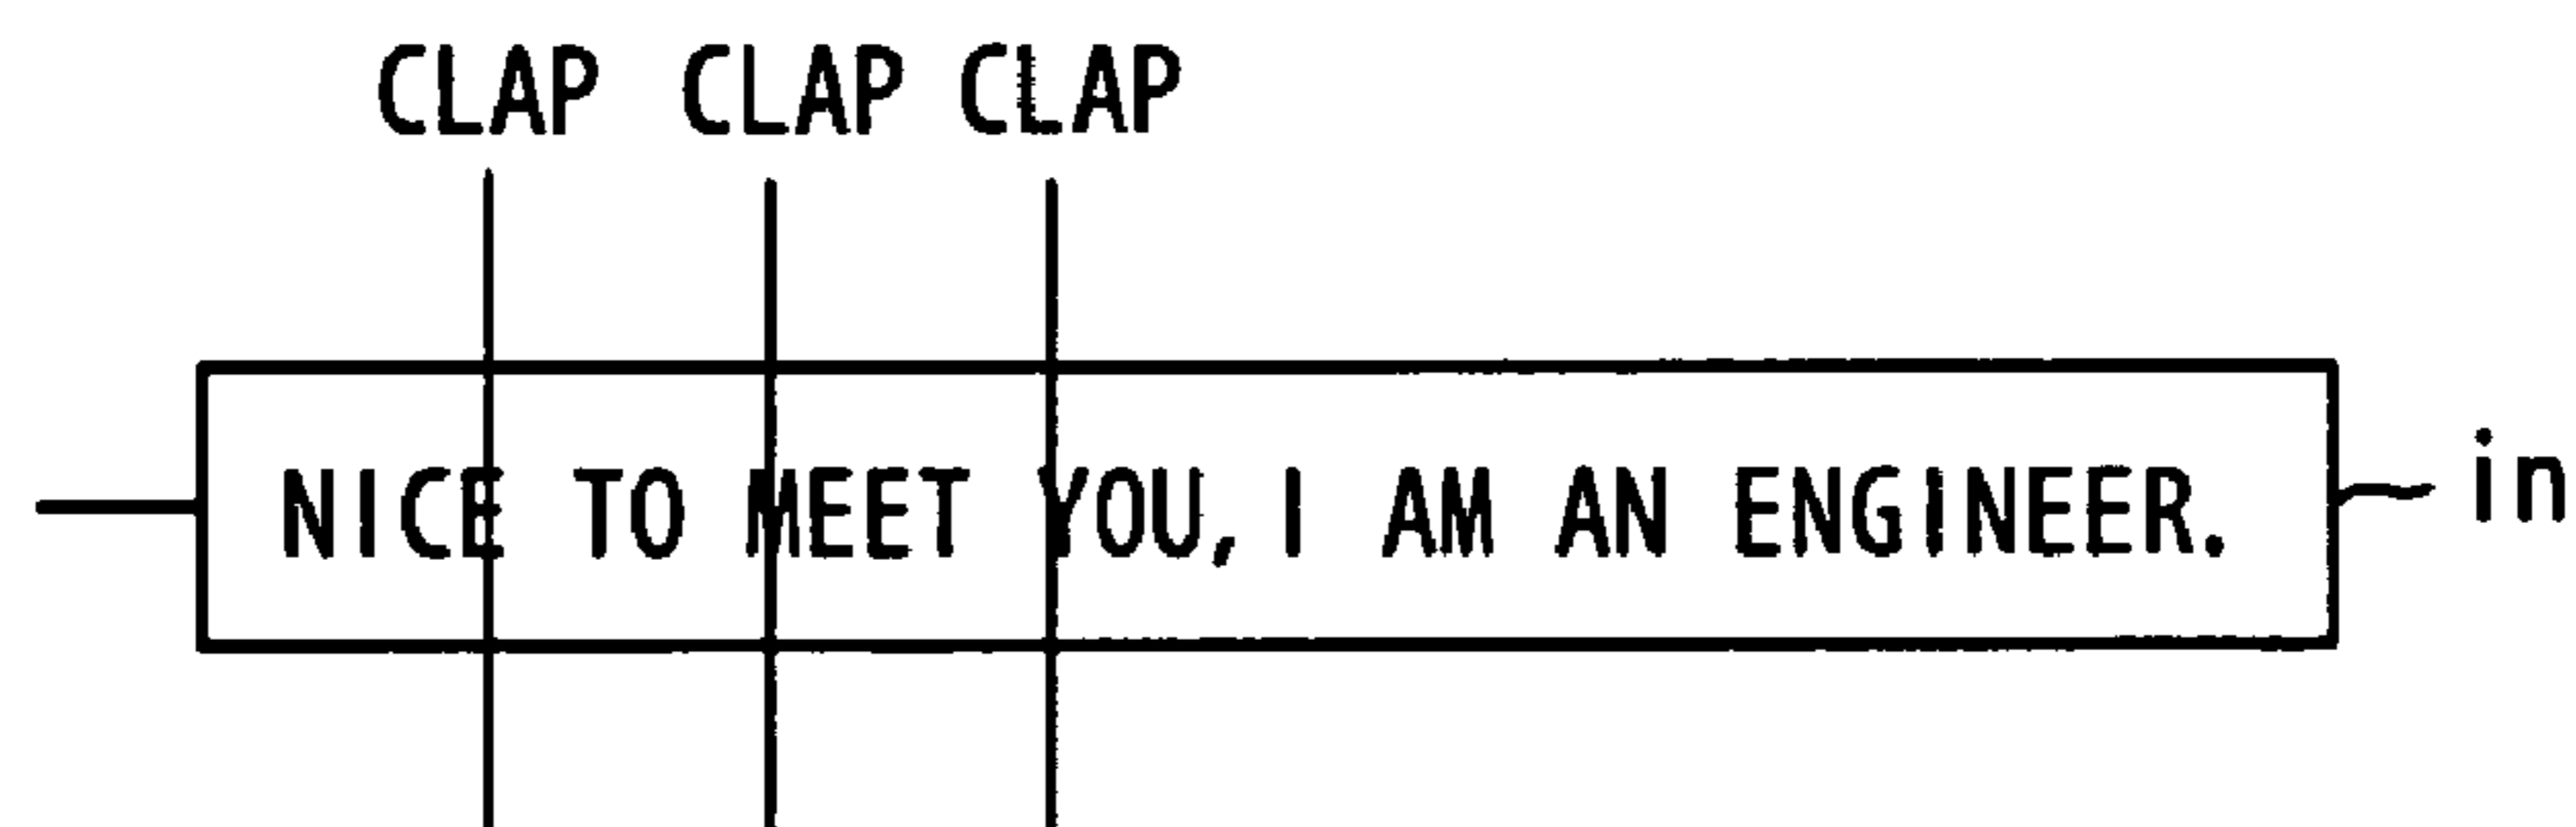 CLAP CLAP CLAP
NICE TO MEET YOU, I AM AN ENGINEER.
in